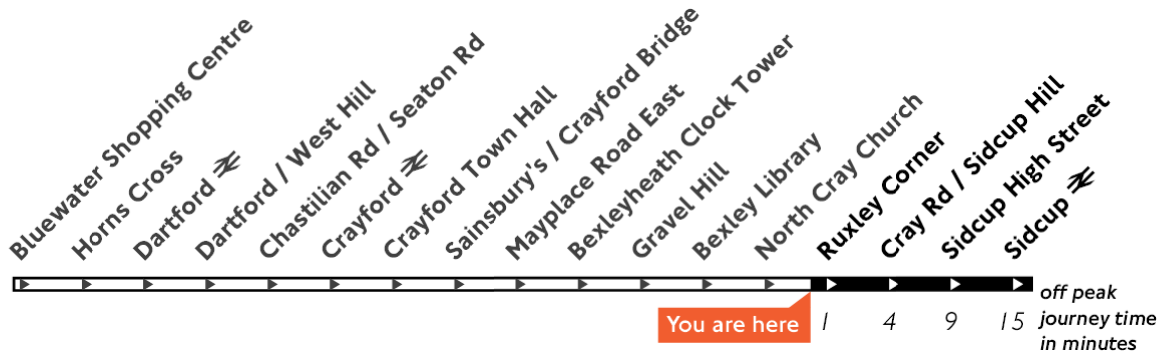 Bluewater Shopping Centre
Horns Cross
Dartford
Dartford / West Hill
Chastilian Rd / Seaton Rd
Crayford
Crayford Town Hall
Sainsbury's / Crayford Bridge
Mayplace Road East
Bexleyheath Clock Tower
Gravel Hill
Bexley Library
North Cray Church
Ruxley Corner
Cray Rd / Sidcup Hill
Sidcup High Street
Sidcup
You are here
1 4 9 15
off peak
journey time
in minutes